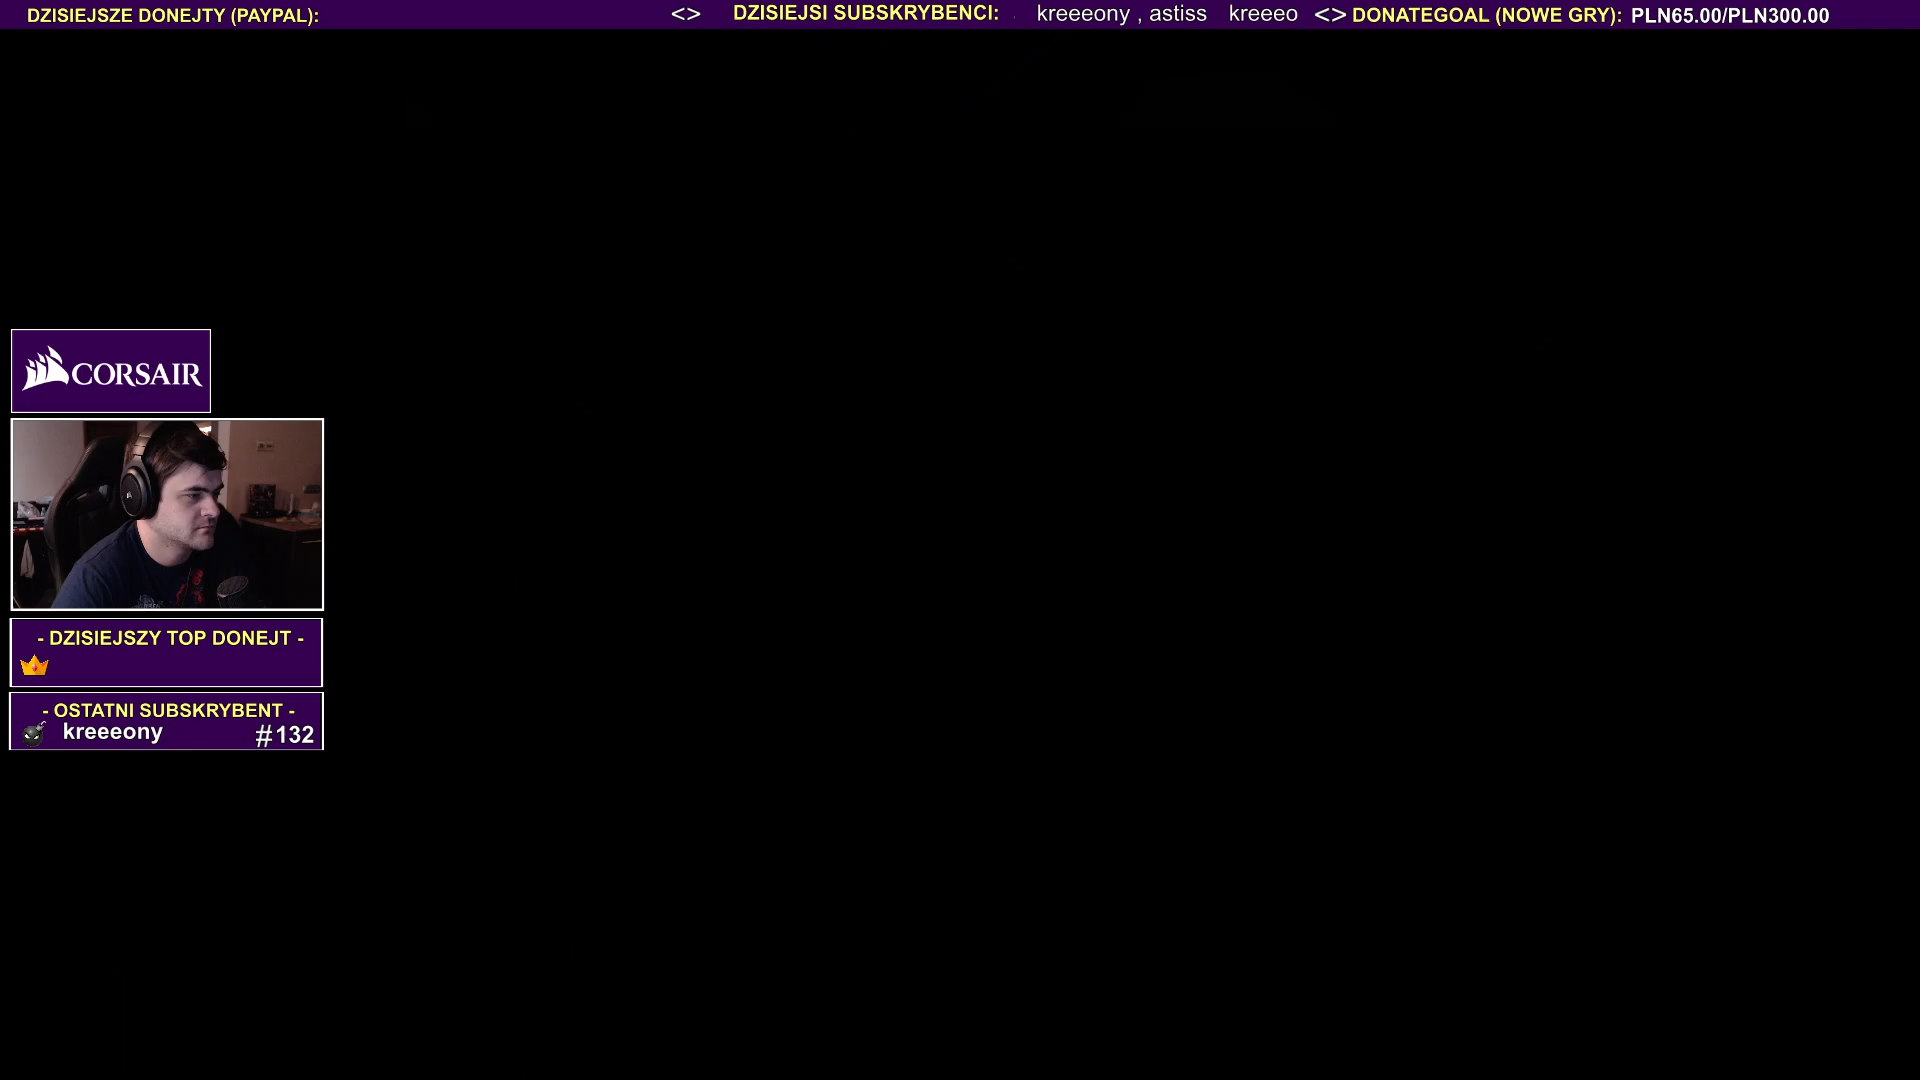 DZISIEJSZE DONEJTY (PAYPAL): <> DZISIEJSI SUBSKRYBENCI: kreeeony , astiss kreeeo <> DONATEGOAL (NOWE GRY): PLN65.00/PLN300.00
CORSAIR
- DZISIEJSZY TOP DONEJT -
- OSTATNI SUBSKRYBENT -
kreeeony #132